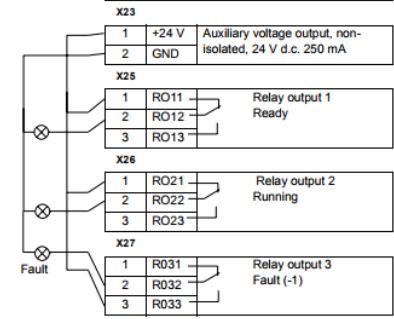 X23
1 +24 V Auxiliary voltage output, non-
2 GND isolated, 24 V d.c. 250 mA
X25
1 RO11 Relay output 1
2 RO12 Ready
3 RO13
X26
1 RO21 Relay output 2
2 RO22 Running
3 RO23
X27
1 R031 Relay output 3
Fault
2 R032 Fault (-1)
3 R033